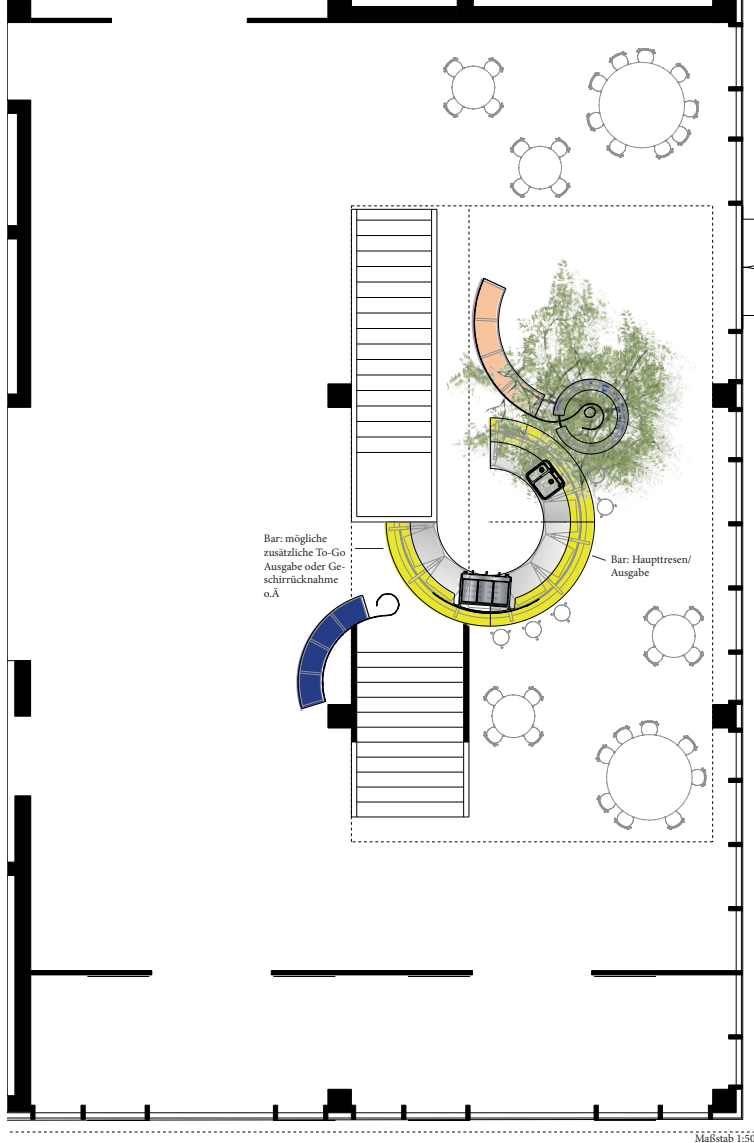 Bar: mögliche
zusätzliche To-Go
Ausgabe oder Ge-
schirrücknahme
o.Ä
Bar: Haupttresen/
Ausgabe
Maßstab 1:50